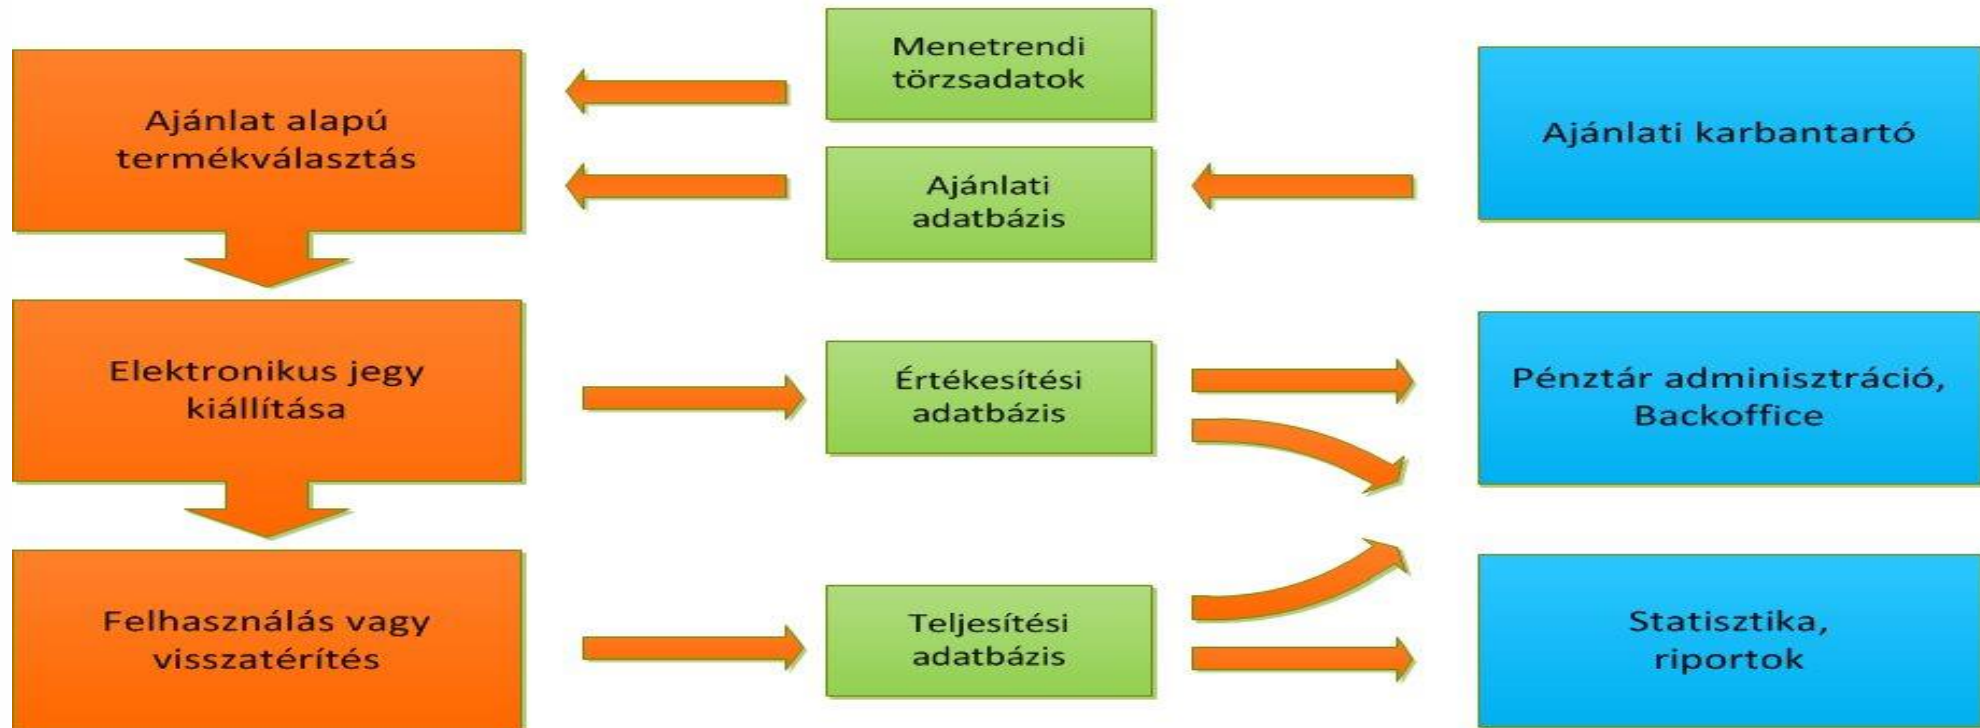 Ajánlat alapú
termékválasztás
Menetrendi
törzsadatok
Ajánlati
adatbázis
Ajánlati karbantartó
Elektronikus jegy
kiállítása
Értékesítési
adatbázis
Pénztár adminisztráció,
Backoffice
Felhasználás vagy
visszatérítés
Teljesítési
adatbázis
Statisztika,
riportok